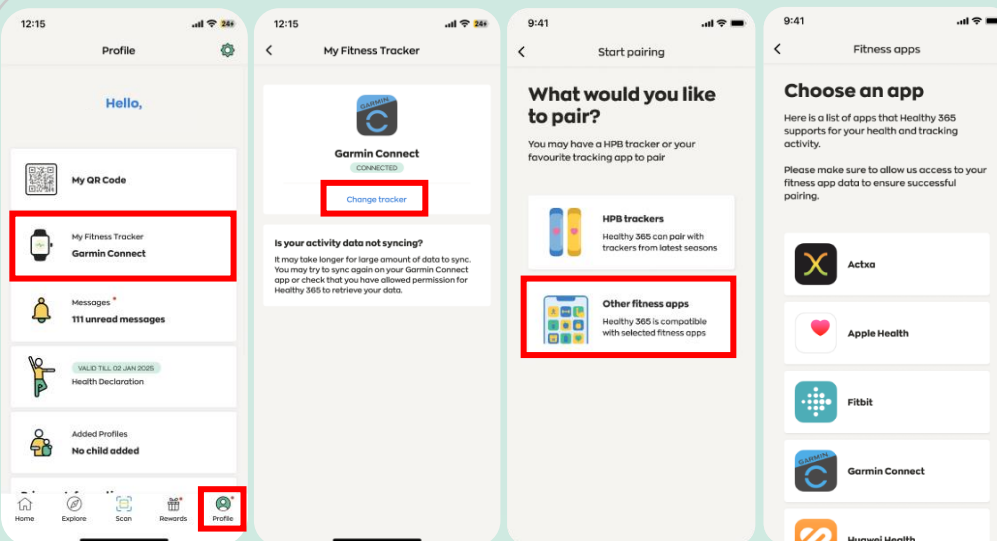 12:15
24+
Profile
Hello,
My QR Code
My Fitness Tracker
Garmin Connect
Messages
111 unread messages
VALID TILL 02 JAN 2025
Health Declaration
Added Profiles
No child added
Home
Explore
Scan
Rewards
Profile
12:15
24+
My Fitness Tracker
GARMIN
Garmin Connect
CONNECTED
Change tracker
Is your activity data not syncing?
It may take longer for large amount of data to sync.
You may try to sync again on your Garmin Connect
app or check that you have allowed permission for
Healthy 365 to retrieve your data.
9:41
Start pairing
What would you like
to pair?
You may have a HPB tracker or your
favourite tracking app to pair
HPB trackers
Healthy 365 can pair with
trackers from latest seasons
Other fitness apps
Healthy 365 is compatible
with selected fitness apps
9:41
Fitness apps
Choose an app
Here is a list of apps that Healthy 365
supports for your health and tracking
activity.
Please make sure to allow us access to your
fitness app data to ensure successful
pairing.
Actxa
Apple Health
Fitbit
GARMIN
Garmin Connect
Huawei Health